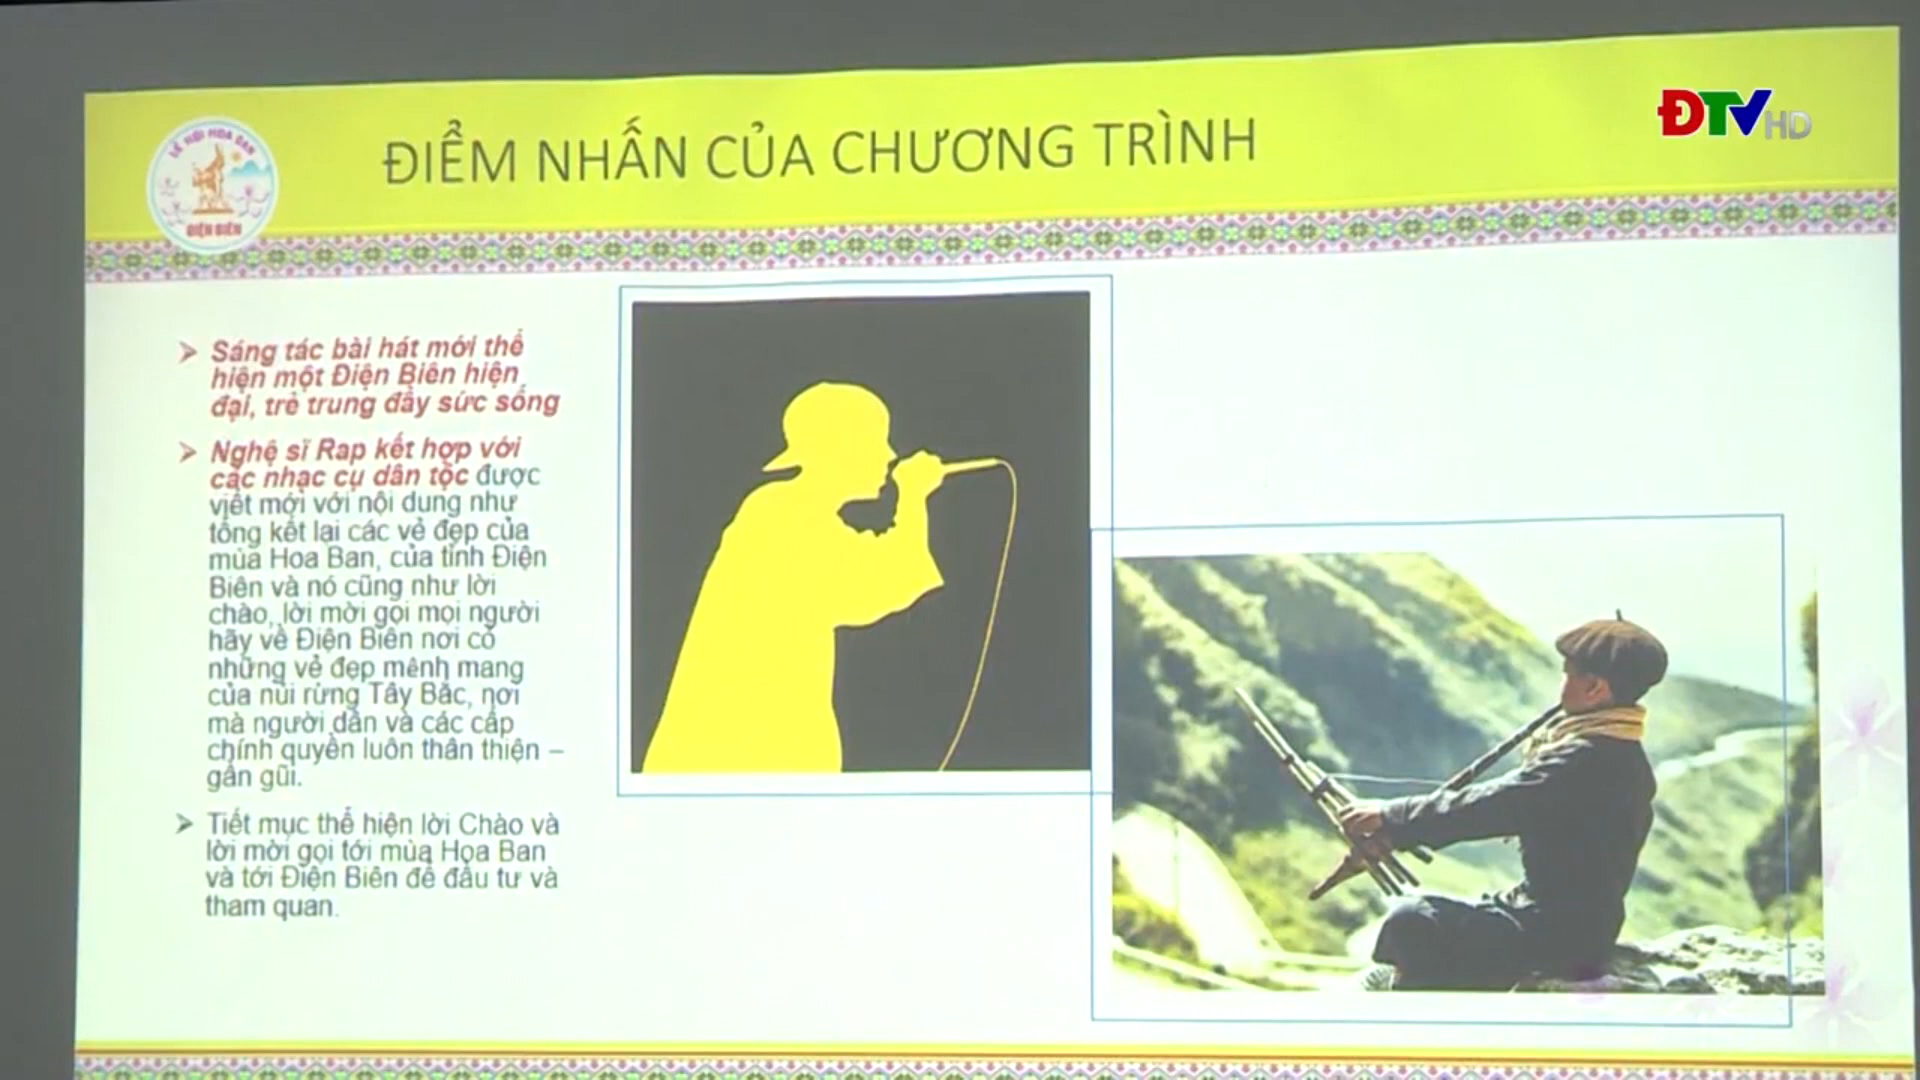 ĐTVHD
LỄ HỘI HOA BAN
ĐIỆN BIÊN
ĐIỂM NHẤN CỦA CHƯƠNG TRÌNH
Sáng tác bài hát mới thể
hiện một Điện Biên hiện
đại, trẻ trung đầy sức sống
Nghệ sĩ Rap kết hợp với
các nhạc cụ dân tộc được
viết mới với nội dung như
tổng kết lại các vẻ đẹp của
mùa Hoa Ban, của tỉnh Điện
Biên và nó cũng như lời
chào, lời mời gọi mọi người
hãy về Điện Biên nơi có
những vẻ đẹp mênh mang
của núi rừng Tây Bắc, nơi
mà người dân và các cấp
chính quyền luôn thân thiện –
gần gũi.
Tiết mục thể hiện lời Chào và
lời mời gọi tới mùa Hoa Ban
và tới Điện Biên để đầu tư và
tham quan.